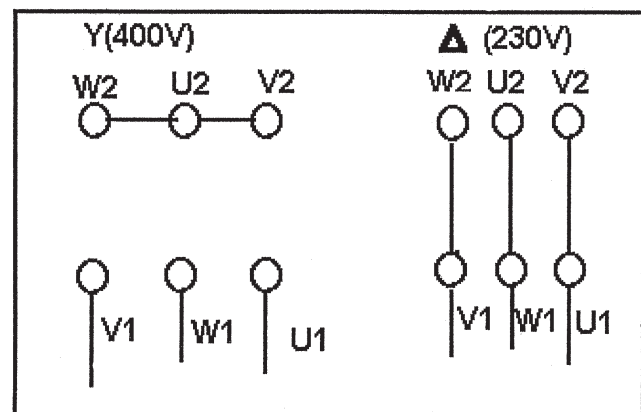 Y(400V) Δ (230V)
W2 U2 V2 W2 U2 V2
V1 W1 U1 V1 W1 U1